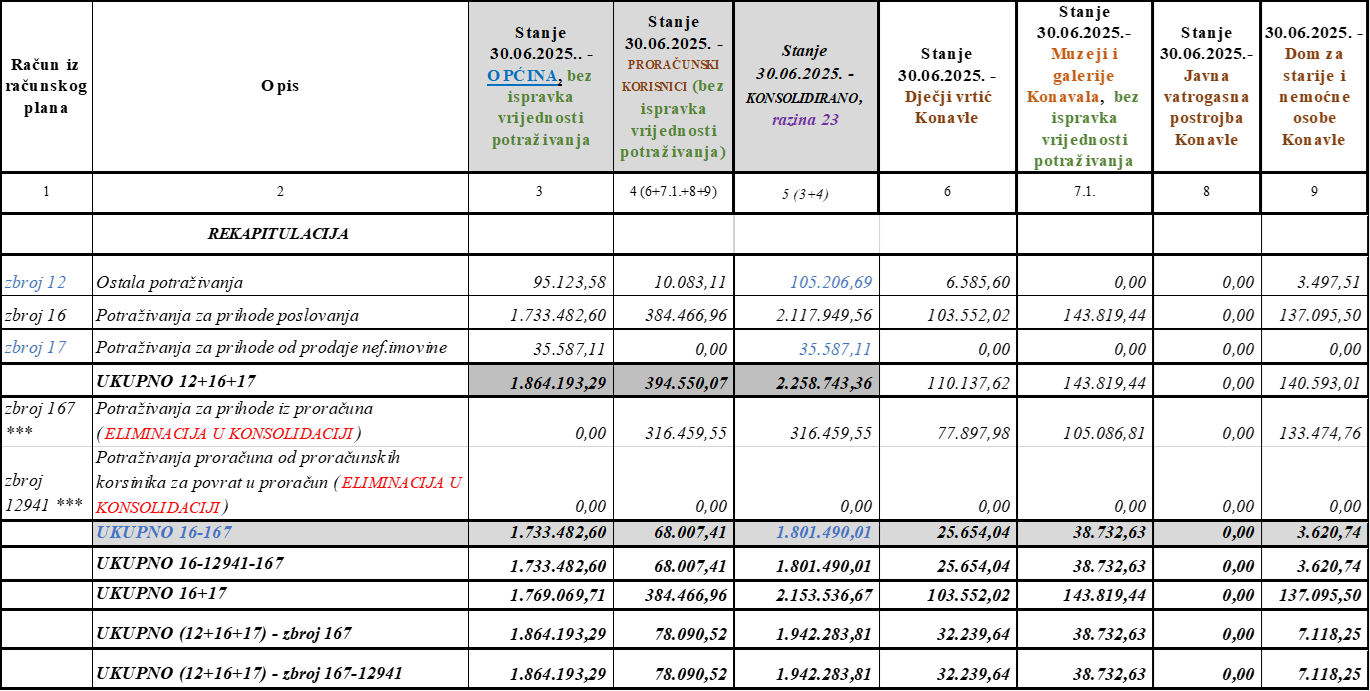 Račun iz računskog plana | Opis | Stanje 30.06.2025.. - OPĆINA, bez ispravka vrijednosti potraživanja | Stanje 30.06.2025. - PRORAČUNSKI KORISNICI (bez ispravka vrijednosti potraživanja) | Stanje 30.06.2025. - KONSOLIDIRANO, razina 23 | Stanje 30.06.2025. - Dječji vrtić Konavle | Stanje 30.06.2025.- Muzeji i galerije Konavala, bez ispravka vrijednosti potraživanja | Stanje 30.06.2025.- Javna vatrogasna postrojba Konavle | 30.06.2025. - Dom za starije i nemoćne osobe Konavle
1 | 2 | 3 | 4 (6+7.1.+8+9) | 5 (3+4) | 6 | 7.1. | 8 | 9
REKAPITULACIJA
zbroj 12 | Ostala potraživanja | 95.123,58 | 10.083,11 | 105.206,69 | 6.585,60 | 0,00 | 0,00 | 3.497,51
zbroj 16 | Potraživanja za prihode poslovanja | 1.733.482,60 | 384.466,96 | 2.117.949,56 | 103.552,02 | 143.819,44 | 0,00 | 137.095,50
zbroj 17 | Potraživanja za prihode od prodaje nef.imovine | 35.587,11 | 0,00 | 35.587,11 | 0,00 | 0,00 | 0,00 | 0,00
UKUPNO 12+16+17 | 1.864.193,29 | 394.550,07 | 2.258.743,36 | 110.137,62 | 143.819,44 | 0,00 | 140.593,01
zbroj 167 *** | Potraživanja za prihode iz proračuna ( ELIMINACIJA U KONSOLIDACIJI ) | 0,00 | 316.459,55 | 316.459,55 | 77.897,98 | 105.086,81 | 0,00 | 133.474,76
zbroj 12941 *** | Potraživanja proračuna od proračunskih korsinika za povrat u proračun ( ELIMINACIJA U KONSOLIDACIJI ) | 0,00 | 0,00 | 0,00 | 0,00 | 0,00 | 0,00 | 0,00
UKUPNO 16-167 | 1.733.482,60 | 68.007,41 | 1.801.490,01 | 25.654,04 | 38.732,63 | 0,00 | 3.620,74
UKUPNO 16-12941-167 | 1.733.482,60 | 68.007,41 | 1.801.490,01 | 25.654,04 | 38.732,63 | 0,00 | 3.620,74
UKUPNO 16+17 | 1.769.069,71 | 384.466,96 | 2.153.536,67 | 103.552,02 | 143.819,44 | 0,00 | 137.095,50
UKUPNO (12+16+17) - zbroj 167 | 1.864.193,29 | 78.090,52 | 1.942.283,81 | 32.239,64 | 38.732,63 | 0,00 | 7.118,25
UKUPNO (12+16+17) - zbroj 167-12941 | 1.864.193,29 | 78.090,52 | 1.942.283,81 | 32.239,64 | 38.732,63 | 0,00 | 7.118,25